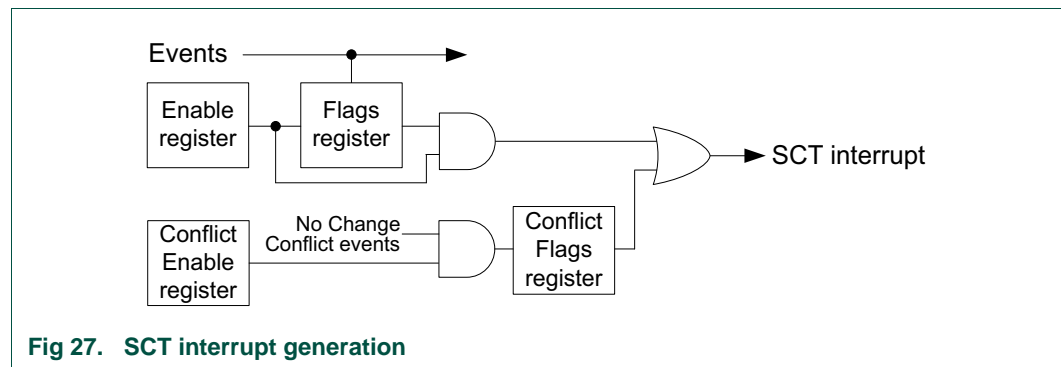 Events
Enable
register
Flags
register
SCT interrupt
No Change
Conflict events
Conflict
Enable
register
Conflict
Flags
register
Fig 27. SCT interrupt generation